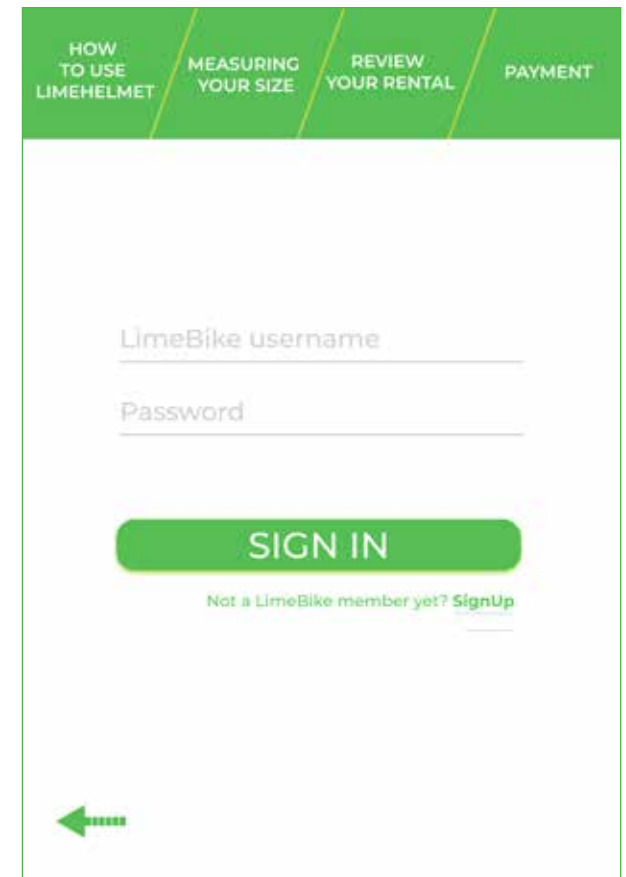 HOW
TO USE
LIMEHELMET
MEASURING
YOUR SIZE
REVIEW
YOUR RENTAL
PAYMENT
LimeBike username
Password
SIGN IN
Not a LimeBike member yet? SignUp